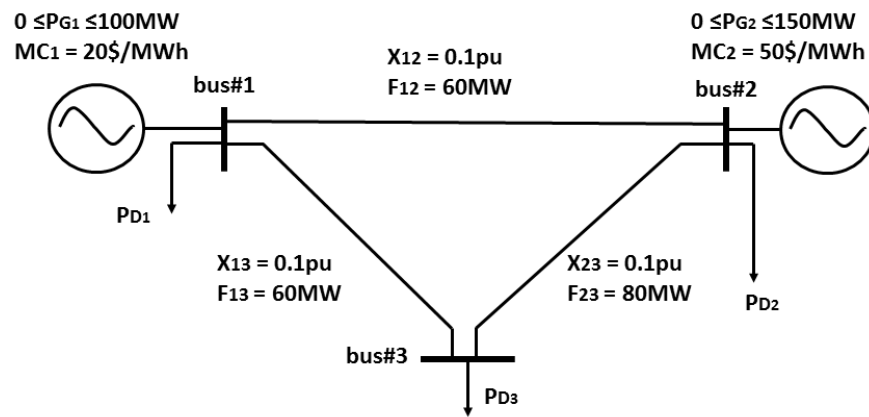 0 ≤PG1 ≤100MW
MC1 = 20$/MWh
0 ≤PG2 ≤150MW
MC2 = 50$/MWh
X12 = 0.1pu
F12 = 60MW
bus#1
bus#2
PD1
X13 = 0.1pu
F13 = 60MW
X23 = 0.1pu
F23 = 80MW
PD2
bus#3
PD3